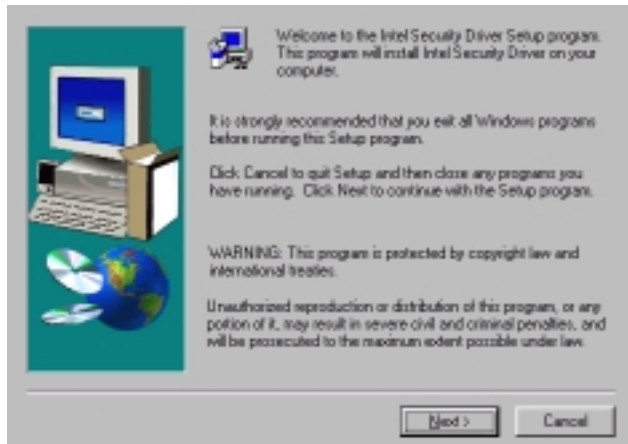 Welcome to the Intel Security Driver Setup program.
This program will install Intel Security Driver on your
computer.
It is strongly recommended that you exit all Windows programs
before running this Setup program.
Click Cancel to quit Setup and then close any programs you
have running. Click Next to continue with the Setup program.
WARNING: This program is protected by copyright law and
international treaties.
Unauthorized reproduction or distribution of this program, or any
portion of it, may result in severe civil and criminal penalties, and
will be prosecuted to the maximum extent possible under law.
Next > Cancel